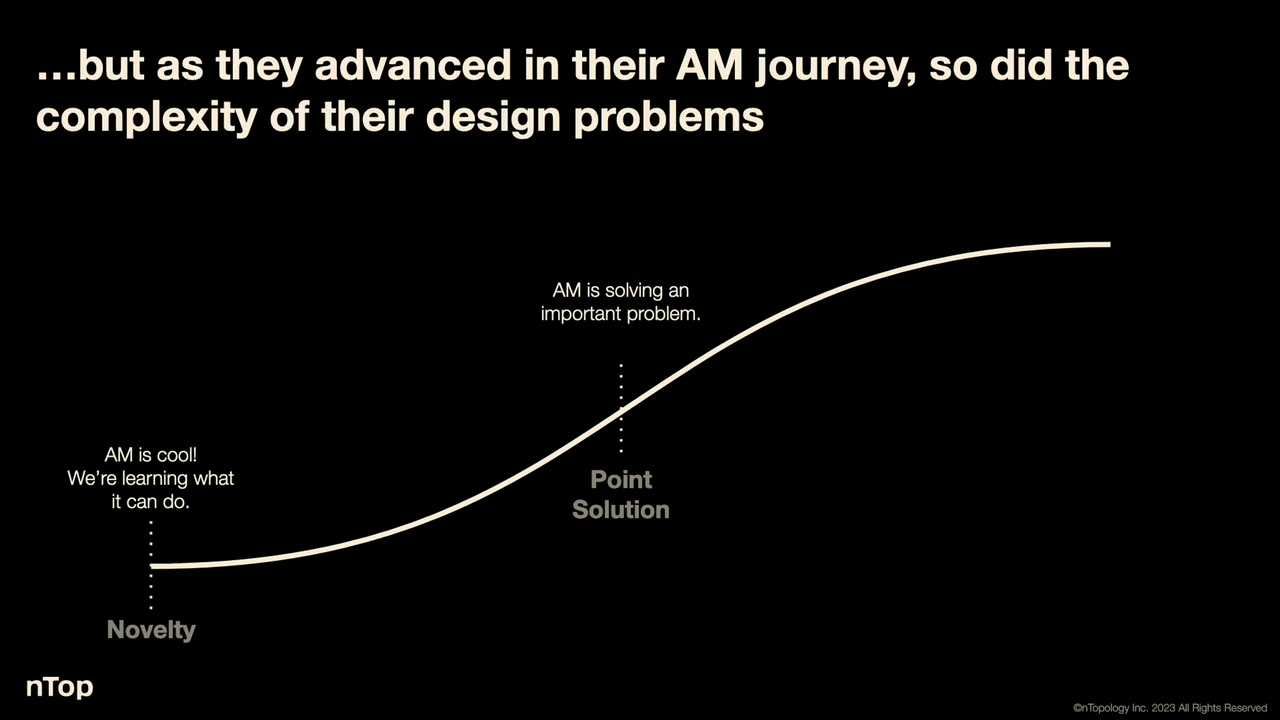 ...but as they advanced in their AM journey, so did the
complexity of their design problems
AM is solving an
important problem.
AM is cool!
We're learning what
it can do.
Point
Solution
Novelty
nTop
©nTopology Inc. 2023 All Rights Reserved